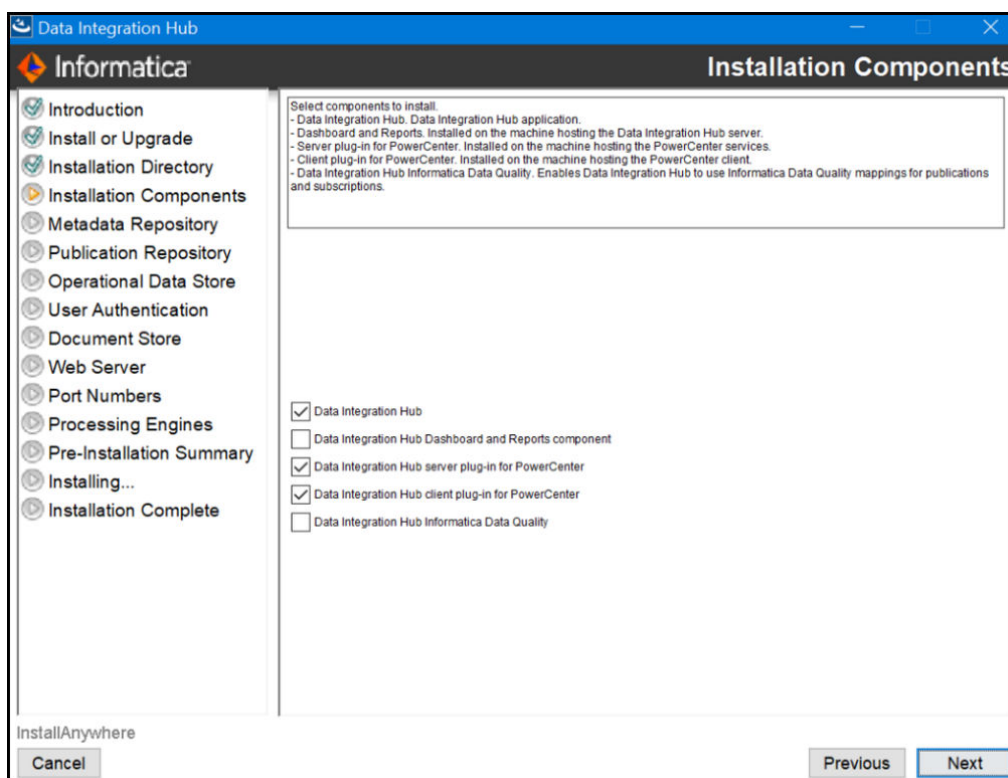 Data Integration Hub
Informatica
Installation Components
Introduction
Install or Upgrade
Installation Directory
Installation Components
Metadata Repository
Publication Repository
Operational Data Store
User Authentication
Document Store
Web Server
Port Numbers
Processing Engines
Pre-Installation Summary
Installing...
Installation Complete
Select components to install.
- Data Integration Hub. Data Integration Hub application.
- Dashboard and Reports. Installed on the machine hosting the Data Integration Hub server.
- Server plug-in for PowerCenter. Installed on the machine hosting the PowerCenter services.
- Client plug-in for PowerCenter. Installed on the machine hosting the PowerCenter client.
- Data Integration Hub Informatica Data Quality. Enables Data Integration Hub to use Informatica Data Quality mappings for publications
and subscriptions.
Data Integration Hub
Data Integration Hub Dashboard and Reports component
Data Integration Hub server plug-in for PowerCenter
Data Integration Hub client plug-in for PowerCenter
Data Integration Hub Informatica Data Quality
InstallAnywhere
Cancel
Previous
Next